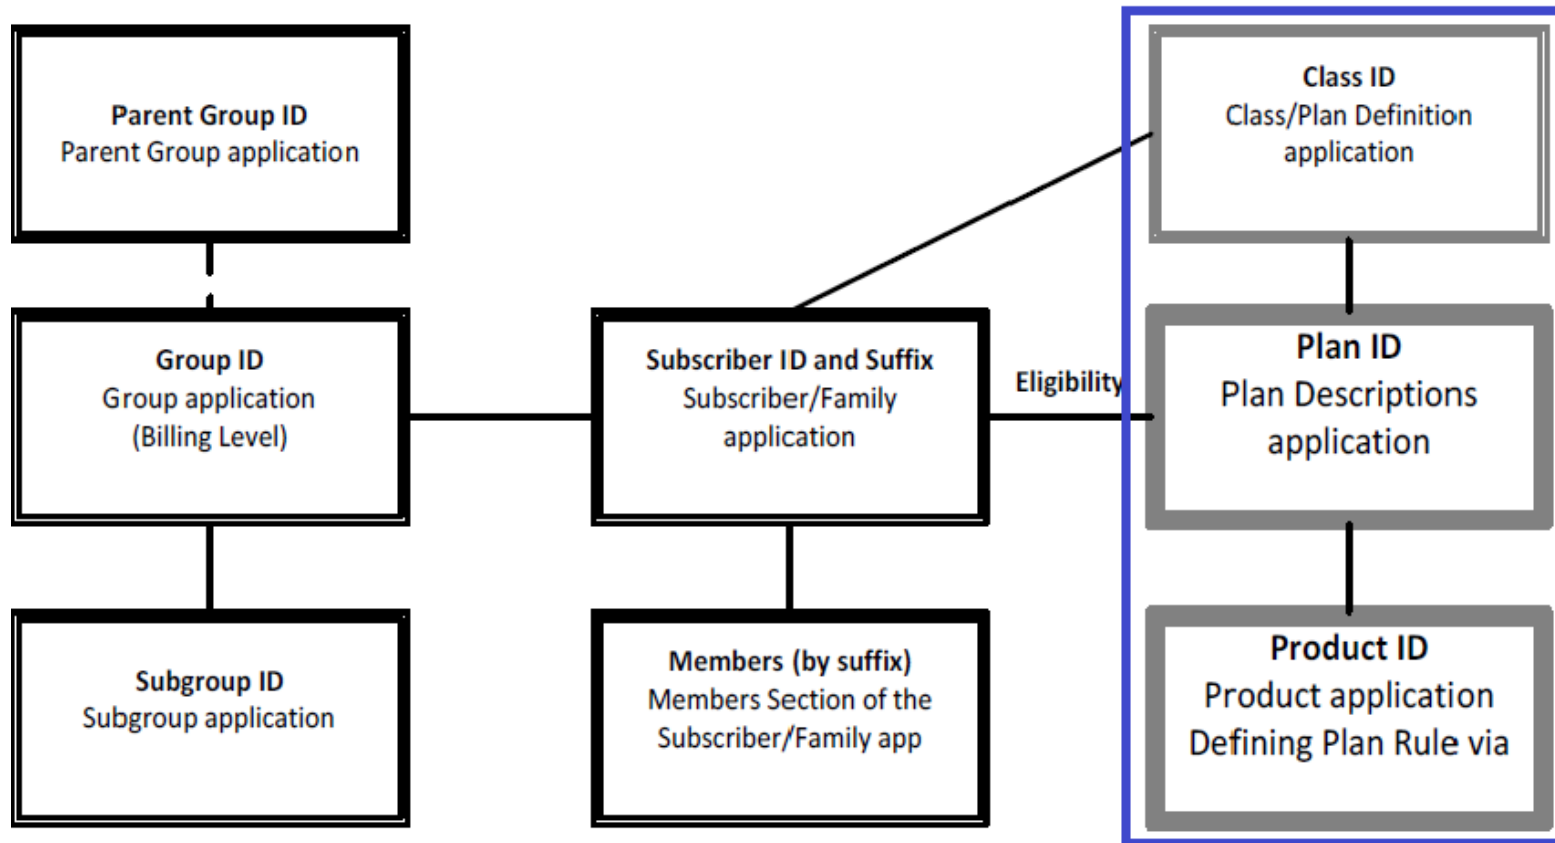 Parent Group ID
Parent Group application
Class ID
Class/Plan Definition
application
Group ID
Group application
(Billing Level)
Subscriber ID and Suffix
Subscriber/Family
application
Eligibility
Plan ID
Plan Descriptions
application
Subgroup ID
Subgroup application
Members (by suffix)
Members Section of the
Subscriber/Family app
Product ID
Product application
Defining Plan Rule via